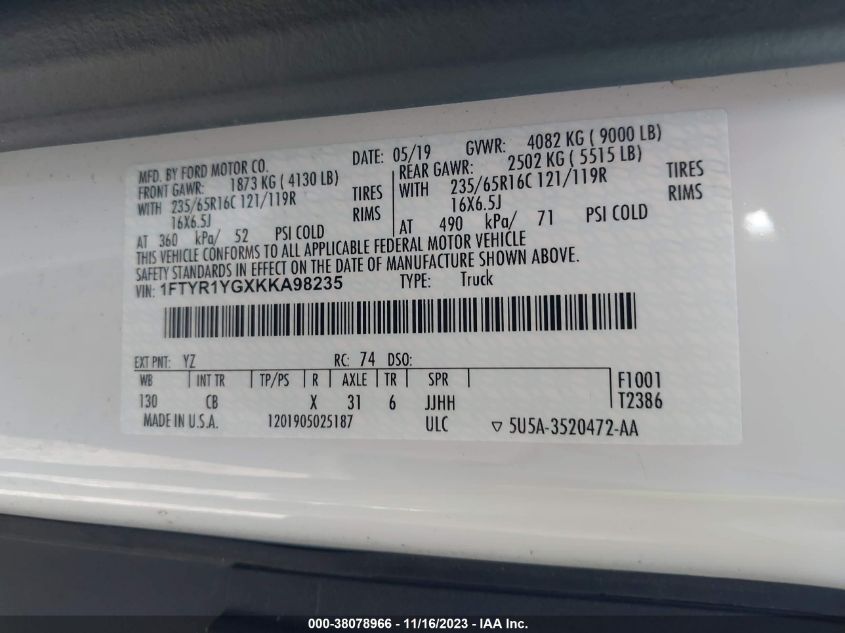 MFD. BY FORD MOTOR CO. DATE: 05/19 GVWR: 4082 KG ( 9000 LB)
FRONT GAWR: 1873 KG ( 4130 LB) REAR GAWR: 2502 KG ( 5515 LB)
WITH 235/65R16C 121/119R TIRES WITH 235/65R16C 121/119R TIRES
16X6.5J RIMS 16X6.5J RIMS
AT 360 kPa/ 52 PSI COLD AT 490 kPa/ 71 PSI COLD
THIS VEHICLE CONFORMS TO ALL APPLICABLE FEDERAL MOTOR VEHICLE
SAFETY STANDARDS IN EFFECT ON THE DATE OF MANUFACTURE SHOWN ABOVE.
VIN: 1FTYR1YGXKKA98235 TYPE: Truck
EXT PNT: YZ RC: 74 DSO:
WB INT TR TP/PS R AXLE TR SPR F1001
130 CB X 31 6 JJHH T2386
MADE IN U.S.A. 1201905025187 ULC ▽ 5U5A-3520472-AA
000-38078966 - 11/16/2023 - IAA Inc.